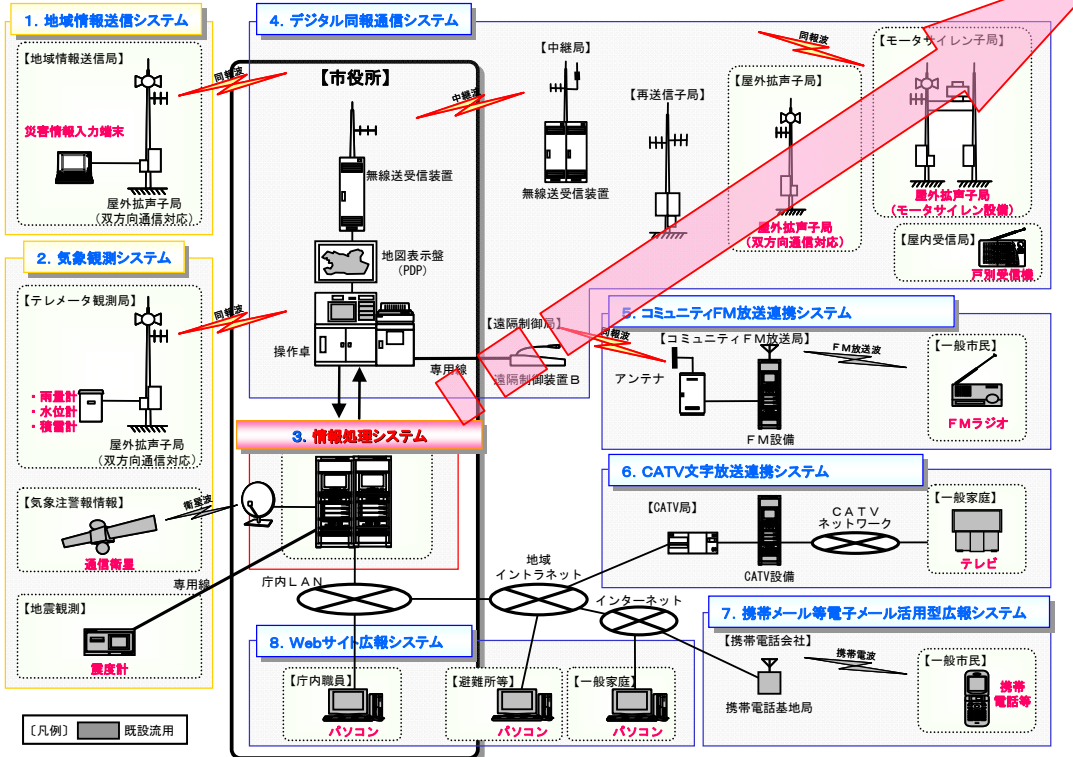 1. 地域情報送信システム
【地域情報送信局】
災害情報入力端末
屋外拡声子局
(双方向通信対応)
同報波
2. 気象観測システム
【テレメータ観測局】
・雨量計
・水位計
・積雪計
屋外拡声子局
(双方向通信対応)
同報波
【気象注警報情報】
通信衛星
衛星波
専用線
【地震観測】
震度計
〔凡例〕
既設流用
4. デジタル同報通信システム
【市役所】
無線送受信装置
地図表示盤
(PDP)
操作卓
専用線
中継波
【中継局】
無線送受信装置
【再送信子局】
同報波
【屋外拡声子局】
屋外拡声子局
(双方向通信対応)
【モータサイレン子局】
屋外拡声子局
(モータサイレン設備)
【屋内受信局】
戸別受信機
【遠隔制御局】
遠隔制御装置B
同報波
3. 情報処理システム
庁内LAN
地域
イントラネット
インターネット
5. コミュニティFM放送連携システム
【コミュニティFM放送局】
アンテナ
FM設備
FM放送波
【一般市民】
FMラジオ
6. CATV文字放送連携システム
【CATV局】
CATV設備
CATV
ネットワーク
【一般家庭】
テレビ
7. 携帯メール等電子メール活用型広報システム
【携帯電話会社】
携帯電話基地局
携帯電波
【一般市民】
携帯
電話等
8. Webサイト広報システム
【庁内職員】
パソコン
【避難所等】
パソコン
【一般家庭】
パソコン